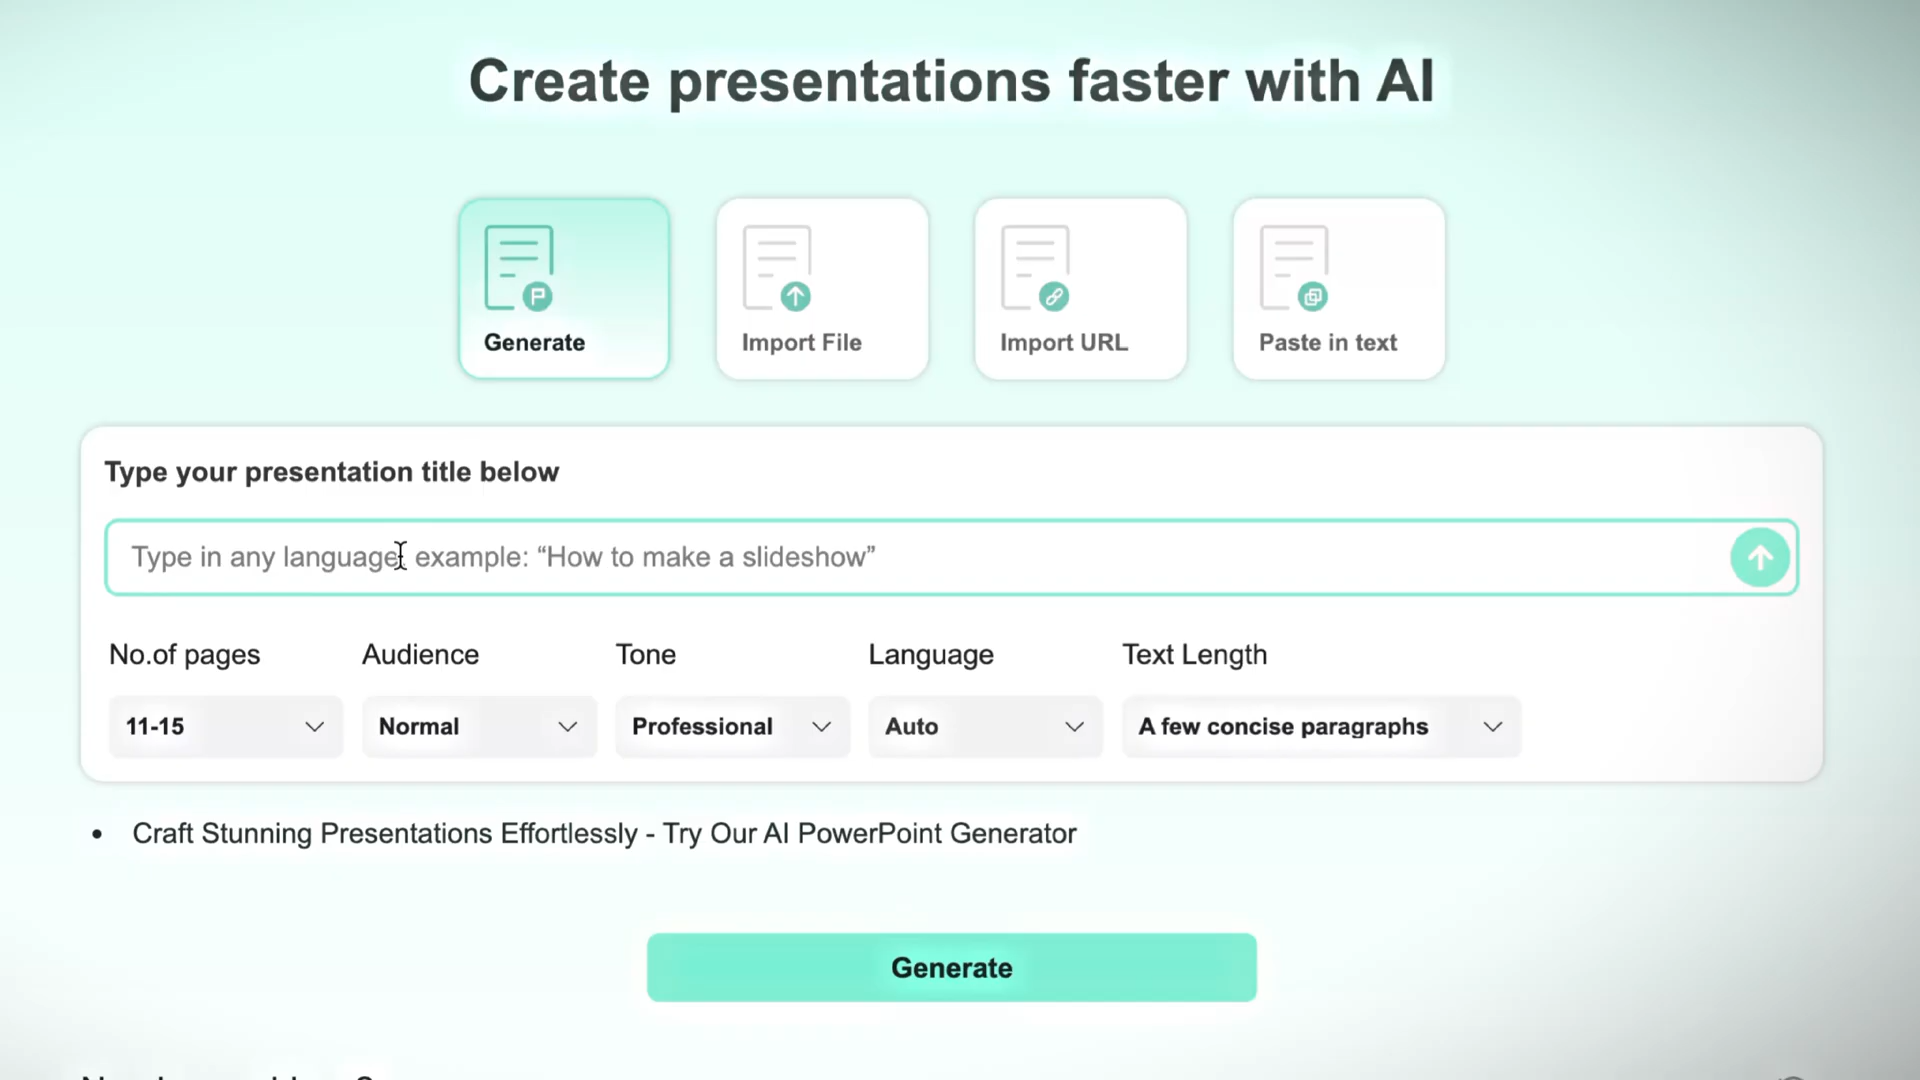 Create presentations faster with AI
Generate
Import File
Import URL
Paste in text
Type your presentation title below
Type in any language, example: “How to make a slideshow”
No.of pages
Audience
Tone
Language
Text Length
11-15
Normal
Professional
Auto
A few concise paragraphs
• Craft Stunning Presentations Effortlessly - Try Our AI PowerPoint Generator
Generate